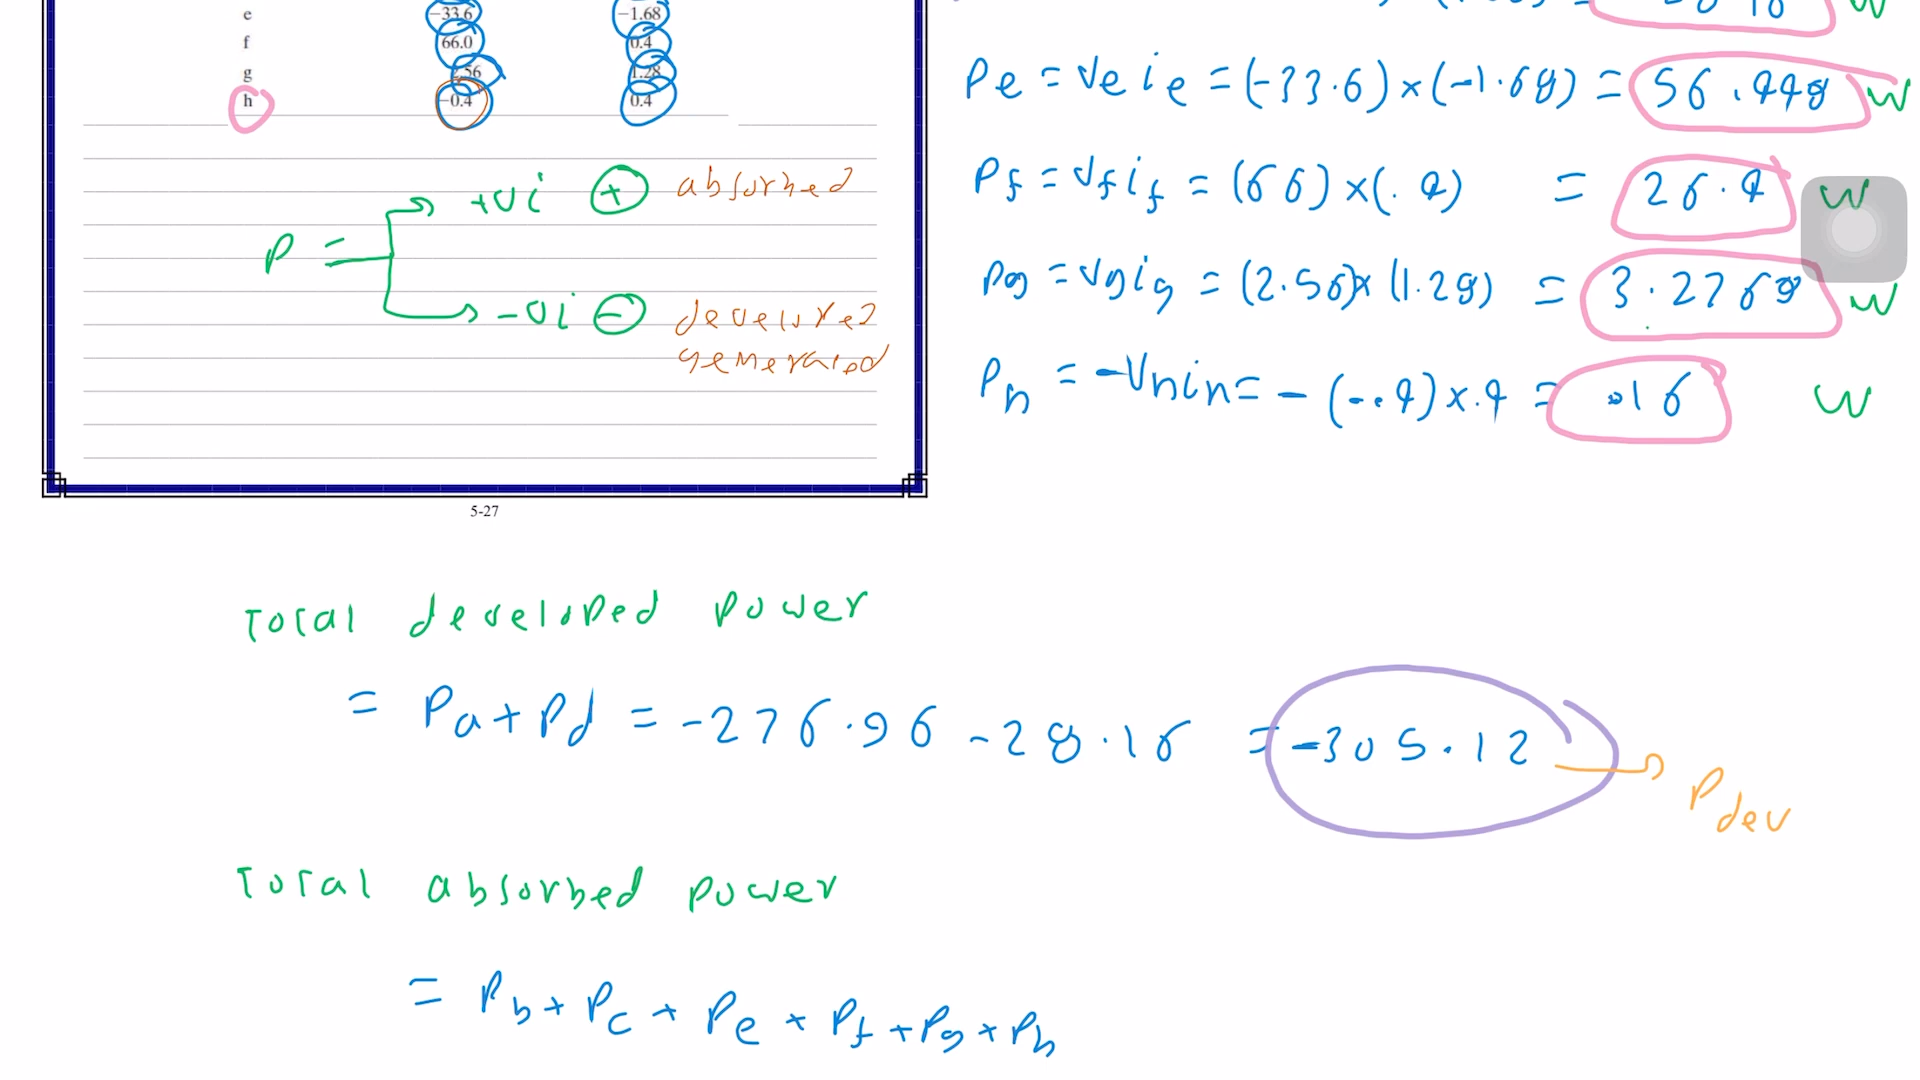 e -33.6 -1.68
f 66.0 0.4
g 2.56 1.28
h -0.4 0.4
P = +vi + absorbed
-vi - developed
generated
5-27
W
Pe = Ve ie = (-33.6) × (-1.68) = 56.448 W
Pf = Vf if = (66) × (.4) = 26.4 W
Pg = Vg ig = (2.56) × (1.28) = 3.2768 W
Ph = -Vh ih = - (-.4) × .4 = .16 W
Total developed power
= Pa + Pd = -276.96 - 28.16 = -305.12
Pdev
Total absorbed power
= Pb + Pc + Pe + Pf + Pg + Ph